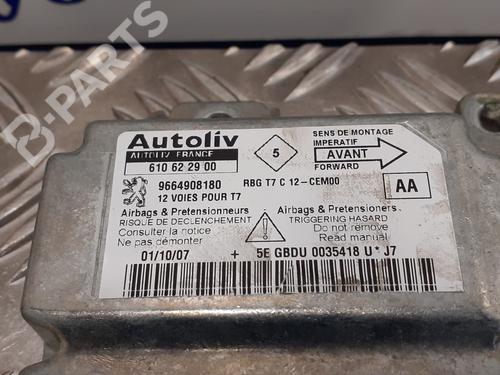 B-PARTS
Autoliv
AUTOLIV FRANCE
610 62 29 00
5
SENS DE MONTAGE
IMPERATIF
AVANT
FORWARD
9664908180
12 VOIES POUR T7
RBG T7 C 12-CEM00
AA
Airbags & Pretensionneurs
RISQUE DE DECLENCHEMENT
Consulter la notice
Ne pas démonter
Airbags & Pretensioners
TRIGGERING HASARD
Do not remove
Read manual
01/10/07 + 5E GBDU 0035418 U* J7